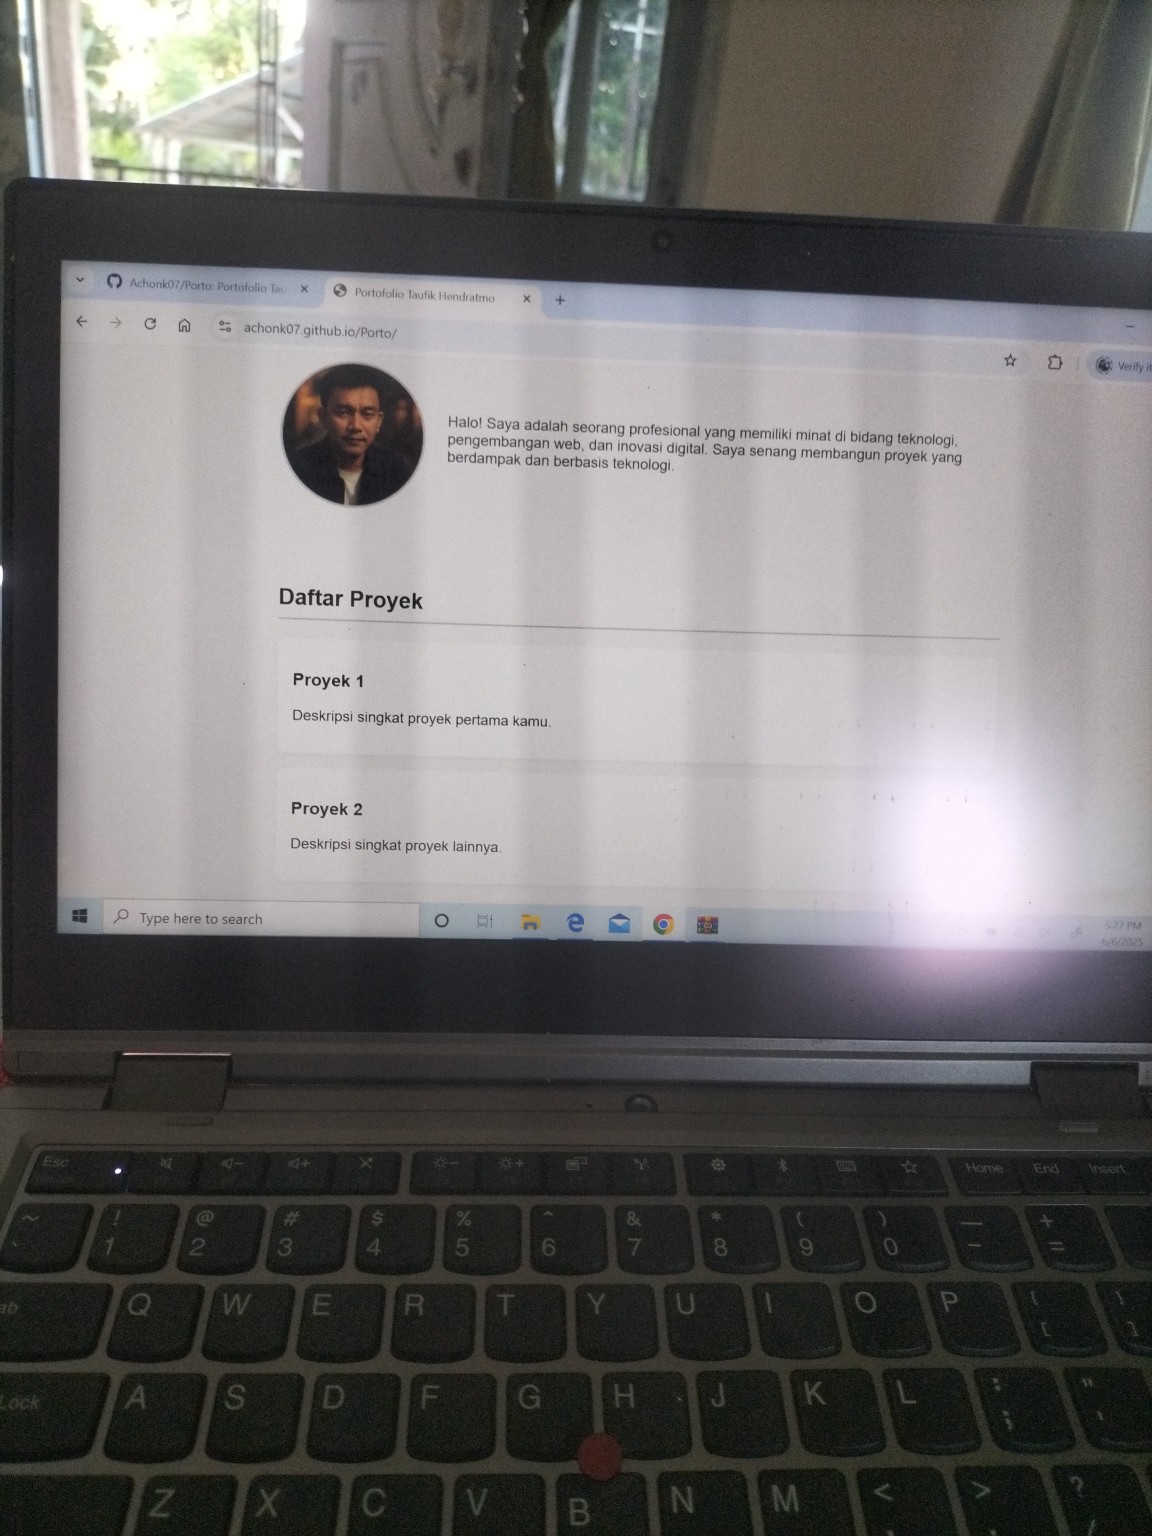 Achonk07/Porto: Portofolio Tau
Portofolio Taufik Hendratmo
achonk07.github.io/Porto/
Verify it
Halo! Saya adalah seorang profesional yang memiliki minat di bidang teknologi,
pengembangan web, dan inovasi digital. Saya senang membangun proyek yang
berdampak dan berbasis teknologi.
Daftar Proyek
Proyek 1
Deskripsi singkat proyek pertama kamu.
Proyek 2
Deskripsi singkat proyek lainnya.
Type here to search
5:27 PM
6/6/2025
Esc Home End Insert
~ ! @ # $ % ^ & * ( ) — +
` 1 2 3 4 5 6 7 8 9 0 - =
ab Q W E R T Y U I O P { }
[ ]
Lock A S D F G H J K L : "
; '
Z X C V B N M < > ?
, . /